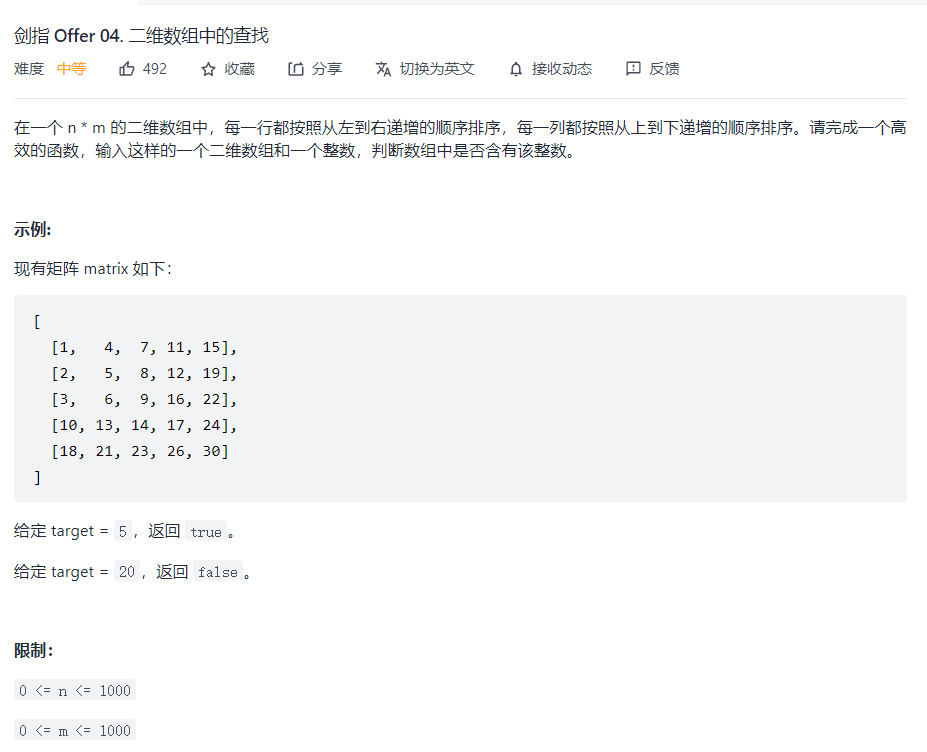 剑指 Offer 04. 二维数组中的查找
难度 中等 492 收藏 分享 切换为英文 接收动态 反馈
在一个 n * m 的二维数组中，每一行都按照从左到右递增的顺序排序，每一列都按照从上到下递增的顺序排序。请完成一个高
效的函数，输入这样的一个二维数组和一个整数，判断数组中是否含有该整数。
示例:
现有矩阵 matrix 如下：
[
[1, 4, 7, 11, 15],
[2, 5, 8, 12, 19],
[3, 6, 9, 16, 22],
[10, 13, 14, 17, 24],
[18, 21, 23, 26, 30]
]
给定 target = 5，返回 true 。
给定 target = 20，返回 false 。
限制：
0 <= n <= 1000
0 <= m <= 1000